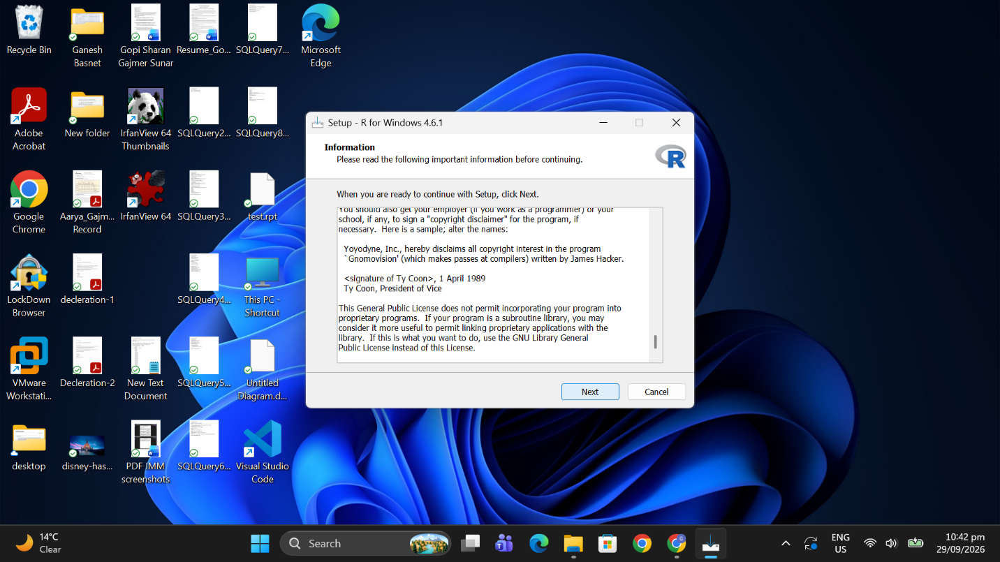 Recycle Bin
Ganesh
Basnet
Gopi Sharan
Gajmer Sunar
Resume_Go...
SQLQuery7...
Microsoft
Edge
Adobe
Acrobat
New folder
IrfanView 64
Thumbnails
SQLQuery2...
SQLQuery8...
Google
Chrome
Aarya_Gajm...
Record
IrfanView 64
SQLQuery3...
test.rpt
LockDown
Browser
decleration-1
SQLQuery4...
This PC -
Shortcut
VMware
Workstati...
Decleration-2
New Text
Document
SQLQuery5...
Untitled
Diagram.d...
desktop
disney-has...
PDF IMM
screenshots
SQLQuery6...
Visual Studio
Code
Setup - R for Windows 4.6.1
Information
Please read the following important information before continuing.
R
When you are ready to continue with Setup, click Next.
You should also get your employer (if you work as a programmer) or your
school, if any, to sign a "copyright disclaimer" for the program, if
necessary. Here is a sample; alter the names:
Yoyodyne, Inc., hereby disclaims all copyright interest in the program
`Gnomovision' (which makes passes at compilers) written by James Hacker.
<signature of Ty Coon>, 1 April 1989
Ty Coon, President of Vice
This General Public License does not permit incorporating your program into
proprietary programs. If your program is a subroutine library, you may
consider it more useful to permit linking proprietary applications with the
library. If this is what you want to do, use the GNU Library General
Public License instead of this License.
Next
Cancel
14°C
Clear
Search
ENG
US
10:42 pm
29/09/2026